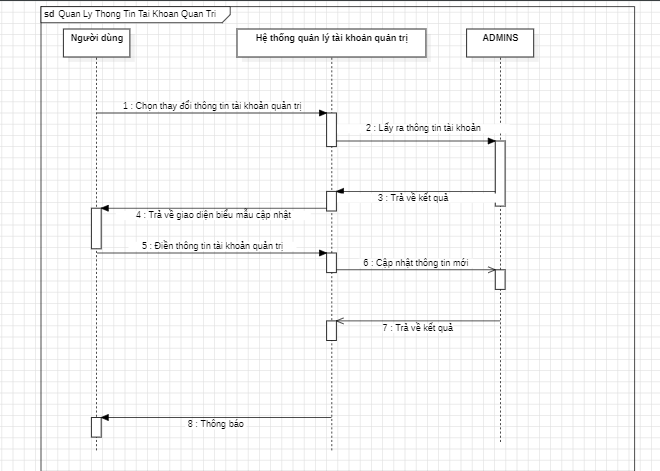 sd Quan Ly Thong Tin Tai Khoan Quan Tri
Người dùng
Hệ thống quản lý tài khoản quản trị
ADMINS
1 : Chọn thay đổi thông tin tài khoản quản trị
2 : Lấy ra thông tin tài khoản
3 : Trả về kết quả
4 : Trả về giao diện biểu mẫu cập nhật
5 : Điền thông tin tài khoản quản trị
6 : Cập nhật thông tin mới
7 : Trả về kết quả
8 : Thông báo